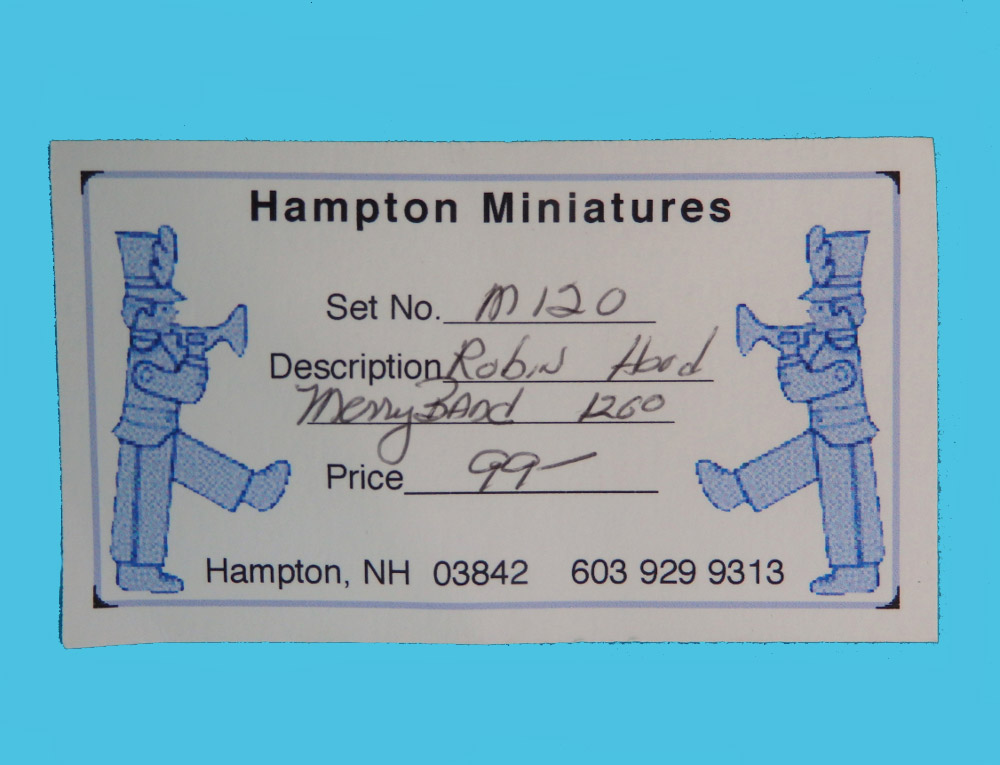 Hampton Miniatures
Set No. M120
Description Robin Hood
Merry Band 1260
Price 99-
Hampton, NH 03842 603 929 9313